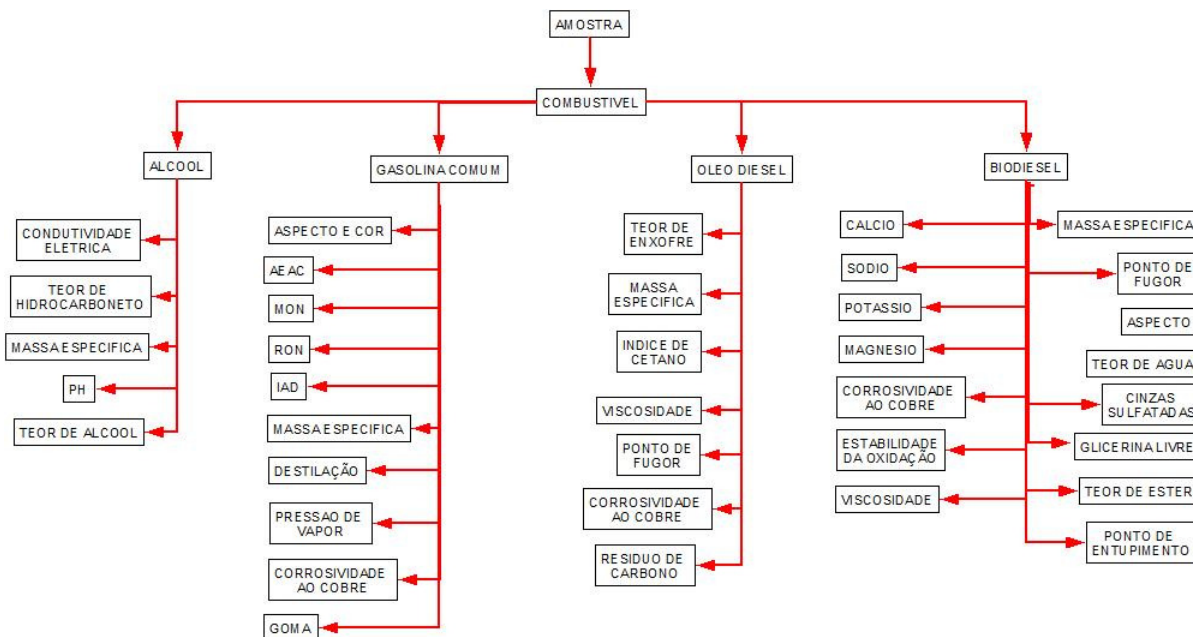 AMOSTRA
COMBUSTIVEL
ALCOOL
GASOLINA COMUM
OLEO DIESEL
BIODIESEL
CONDUTIVIDADE
ELETRICA
TEOR DE
HIDROCARBONETO
MASSA ESPECIFICA
PH
TEOR DE ALCOOL
ASPECTO E COR
AEAC
MON
RON
IAD
MASSA ESPECIFICA
DESTILAÇÃO
PRESSAO DE
VAPOR
CORROSIVIDADE
AO COBRE
GOMA
TEOR DE
ENXOFRE
MASSA
ESPECIFICA
INDICE DE
CETANO
VISCOSIDADE
PONTO DE
FUGOR
CORROSIVIDADE
AO COBRE
RESIDUO DE
CARBONO
CALCIO
SODIO
POTASSIO
MAGNESIO
CORROSIVIDADE
AO COBRE
ESTABILIDADE
DA OXIDAÇÃO
VISCOSIDADE
MASSA ESPECIFICA
PONTO DE
FUGOR
ASPECTO
TEOR DE AGUA
CINZAS
SULFATADAS
GLICERINA LIVRE
TEOR DE ESTER
PONTO DE
ENTUPIMENTO